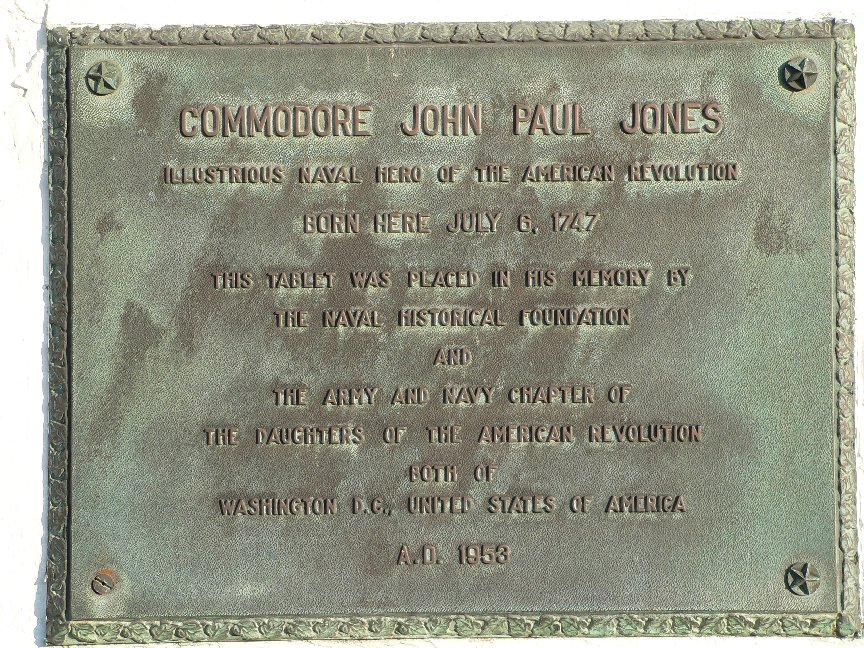 COMMODORE JOHN PAUL JONES
ILLUSTRIOUS NAVAL HERO OF THE AMERICAN REVOLUTION
BORN HERE JULY 6, 1747
THIS TABLET WAS PLACED IN HIS MEMORY BY
THE NAVAL HISTORICAL FOUNDATION
AND
THE ARMY AND NAVY CHAPTER OF
THE DAUGHTERS OF THE AMERICAN REVOLUTION
BOTH OF
WASHINGTON D.C., UNITED STATES OF AMERICA
A.D. 1953